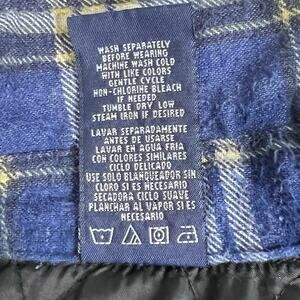 WASH SEPARATELY
BEFORE WEARING
MACHINE WASH COLD
WITH LIKE COLORS
GENTLE CYCLE
NON-CHLORINE BLEACH
IF NEEDED
TUMBLE DRY LOW
STEAM IRON IF DESIRED
LAVAR SEPARADAMENTE
ANTES DE USARSE
LAVAR EN AGUA FRIA
CON COLORES SIMILARES
CICLO DELICADO
USE SOLO BLANQUEADOR SIN
CLORO SI ES NECESARIO
SECADORA CICLO SUAVE
PLANCHAR AL VAPOR SI ES
NECESARIO